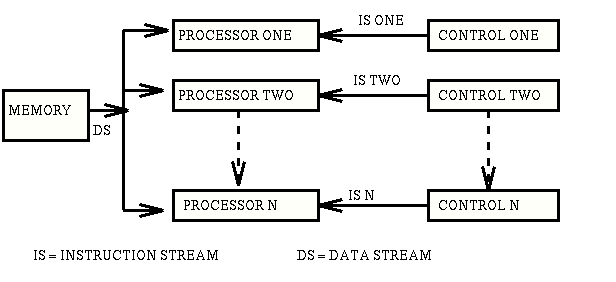 IS ONE
PROCESSOR ONE
CONTROL ONE
IS TWO
PROCESSOR TWO
CONTROL TWO
MEMORY
DS
IS N
PROCESSOR N
CONTROL N
IS = INSTRUCTION STREAM
DS = DATA STREAM